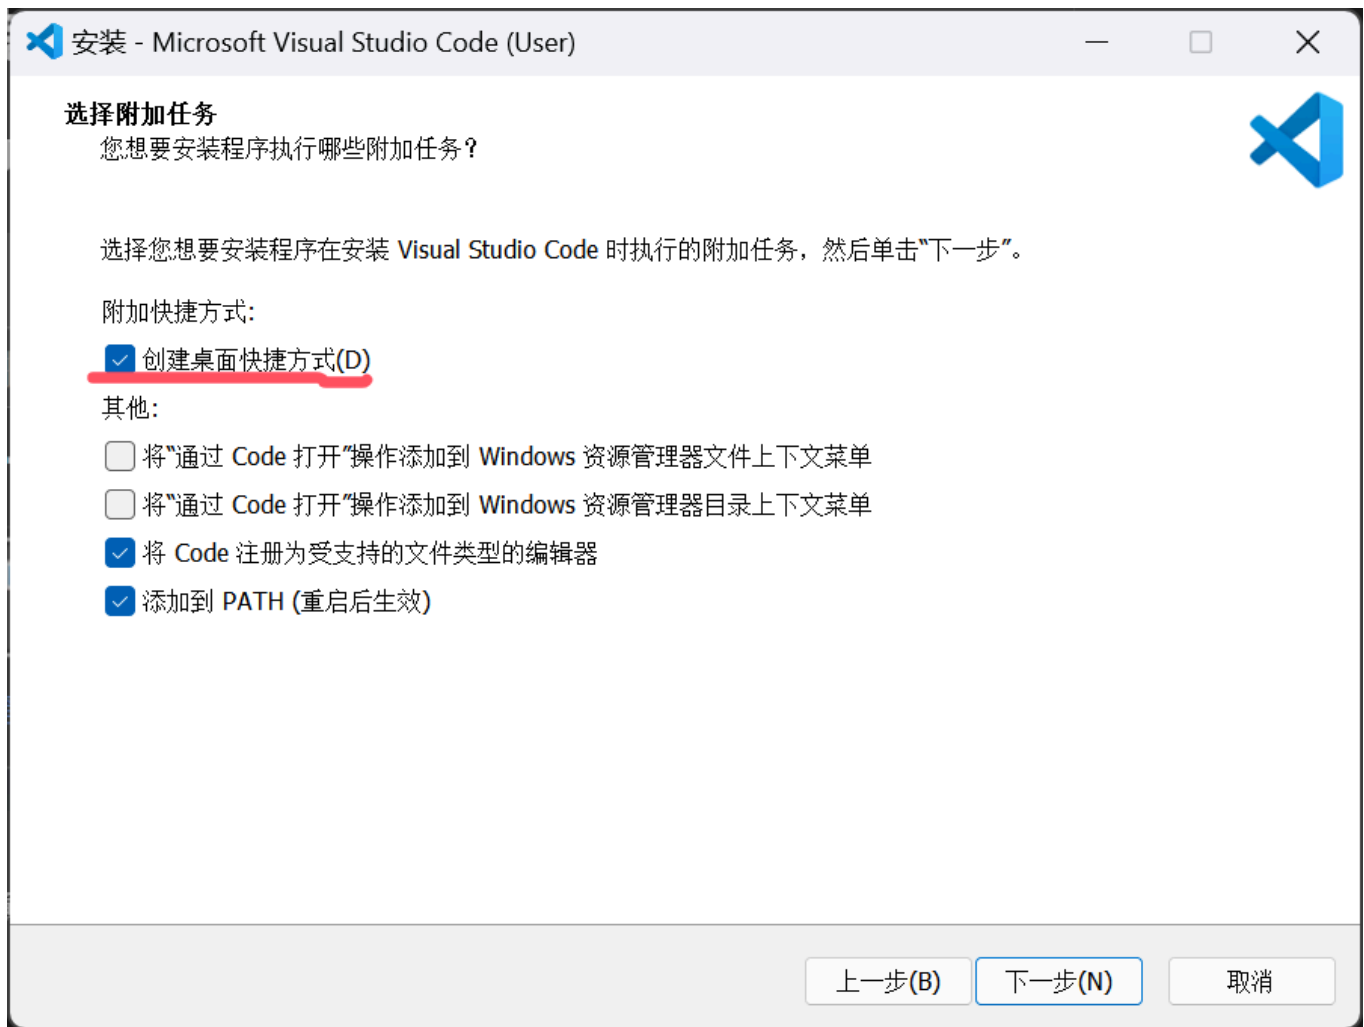 安装 - Microsoft Visual Studio Code (User)
选择附加任务
您想要安装程序执行哪些附加任务？
选择您想要安装程序在安装 Visual Studio Code 时执行的附加任务，然后单击“下一步”。
附加快捷方式:
创建桌面快捷方式(D)
其他:
将“通过 Code 打开”操作添加到 Windows 资源管理器文件上下文菜单
将“通过 Code 打开”操作添加到 Windows 资源管理器目录上下文菜单
将 Code 注册为受支持的文件类型的编辑器
添加到 PATH (重启后生效)
上一步(B) 下一步(N) 取消